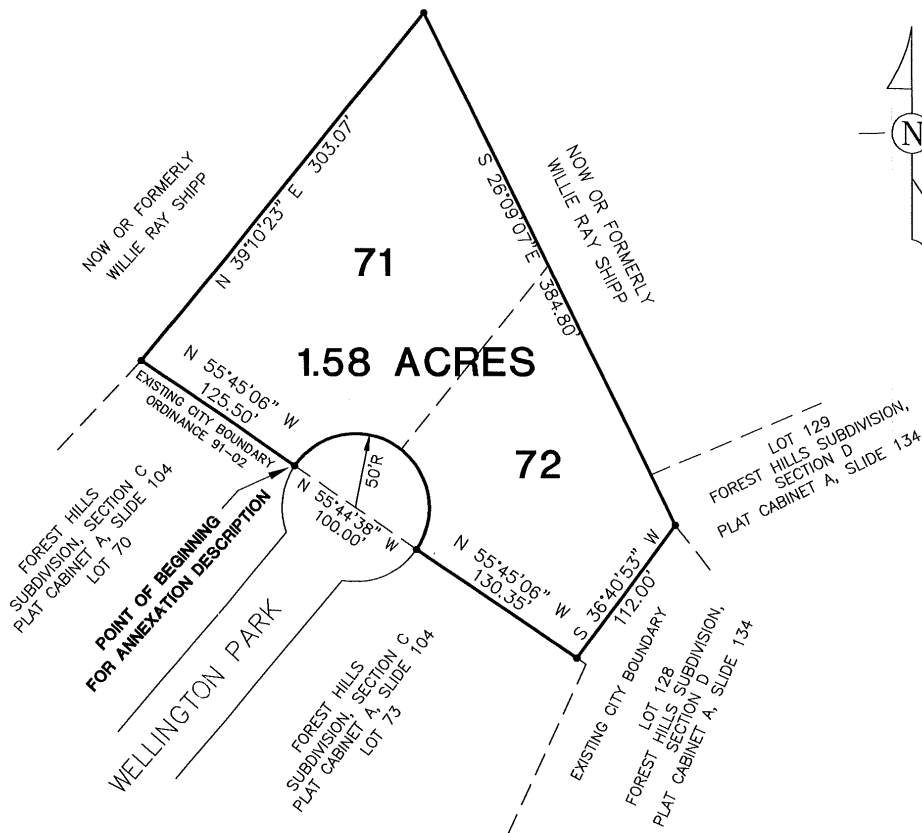 N
NOW OR FORMERLY
WILLIE RAY SHIPP
N 39°10'23" E 303.07'
S 26°09'07"E 384.80'
NOW OR FORMERLY
WILLIE RAY SHIPP
71
1.58 ACRES
72
N 55°45'06" W
125.50'
EXISTING CITY BOUNDARY
ORDINANCE 91-02
50'R
N 55°44'38" W
100.00'
N 55°45'06" W
130.35'
S 36°40'53" W
112.00'
LOT 129
FOREST HILLS SUBDIVISION,
SECTION D
PLAT CABINET A, SLIDE 134
FOREST HILLS
SUBDIVISION, SECTION C
PLAT CABINET A, SLIDE 104
LOT 70
POINT OF BEGINNING
FOR ANNEXATION DESCRIPTION
WELLINGTON PARK
FOREST HILLS
SUBDIVISION, SECTION C
PLAT CABINET A, SLIDE 104
LOT 73
EXISTING CITY BOUNDARY
LOT 128
FOREST HILLS SUBDIVISION,
SECTION D
PLAT CABINET A, SLIDE 134